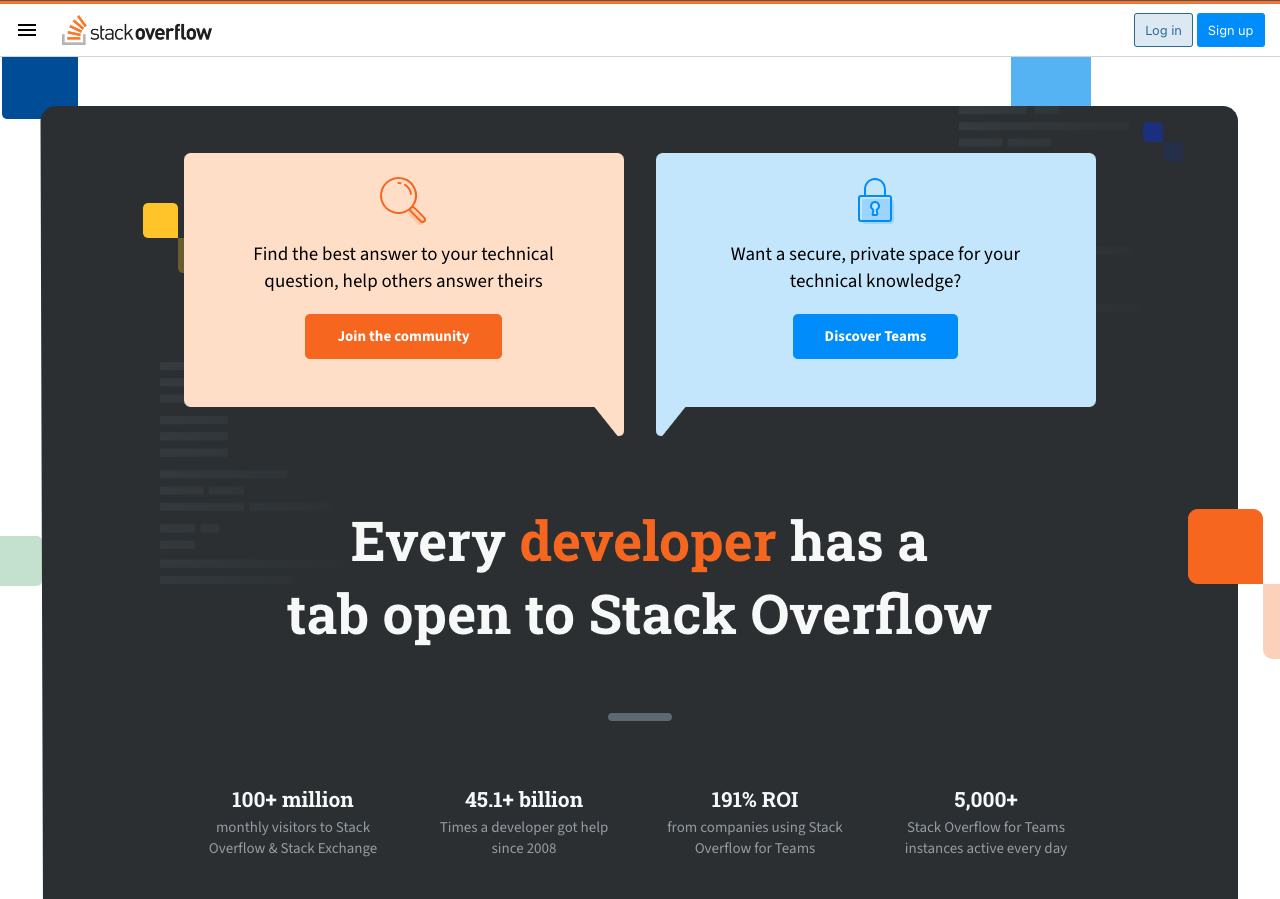 stackoverflow
Log in
Sign up
Find the best answer to your technical
question, help others answer theirs
Join the community
Want a secure, private space for your
technical knowledge?
Discover Teams
Every developer has a
tab open to Stack Overflow
100+ million
monthly visitors to Stack
Overflow & Stack Exchange
45.1+ billion
Times a developer got help
since 2008
191% ROI
from companies using Stack
Overflow for Teams
5,000+
Stack Overflow for Teams
instances active every day